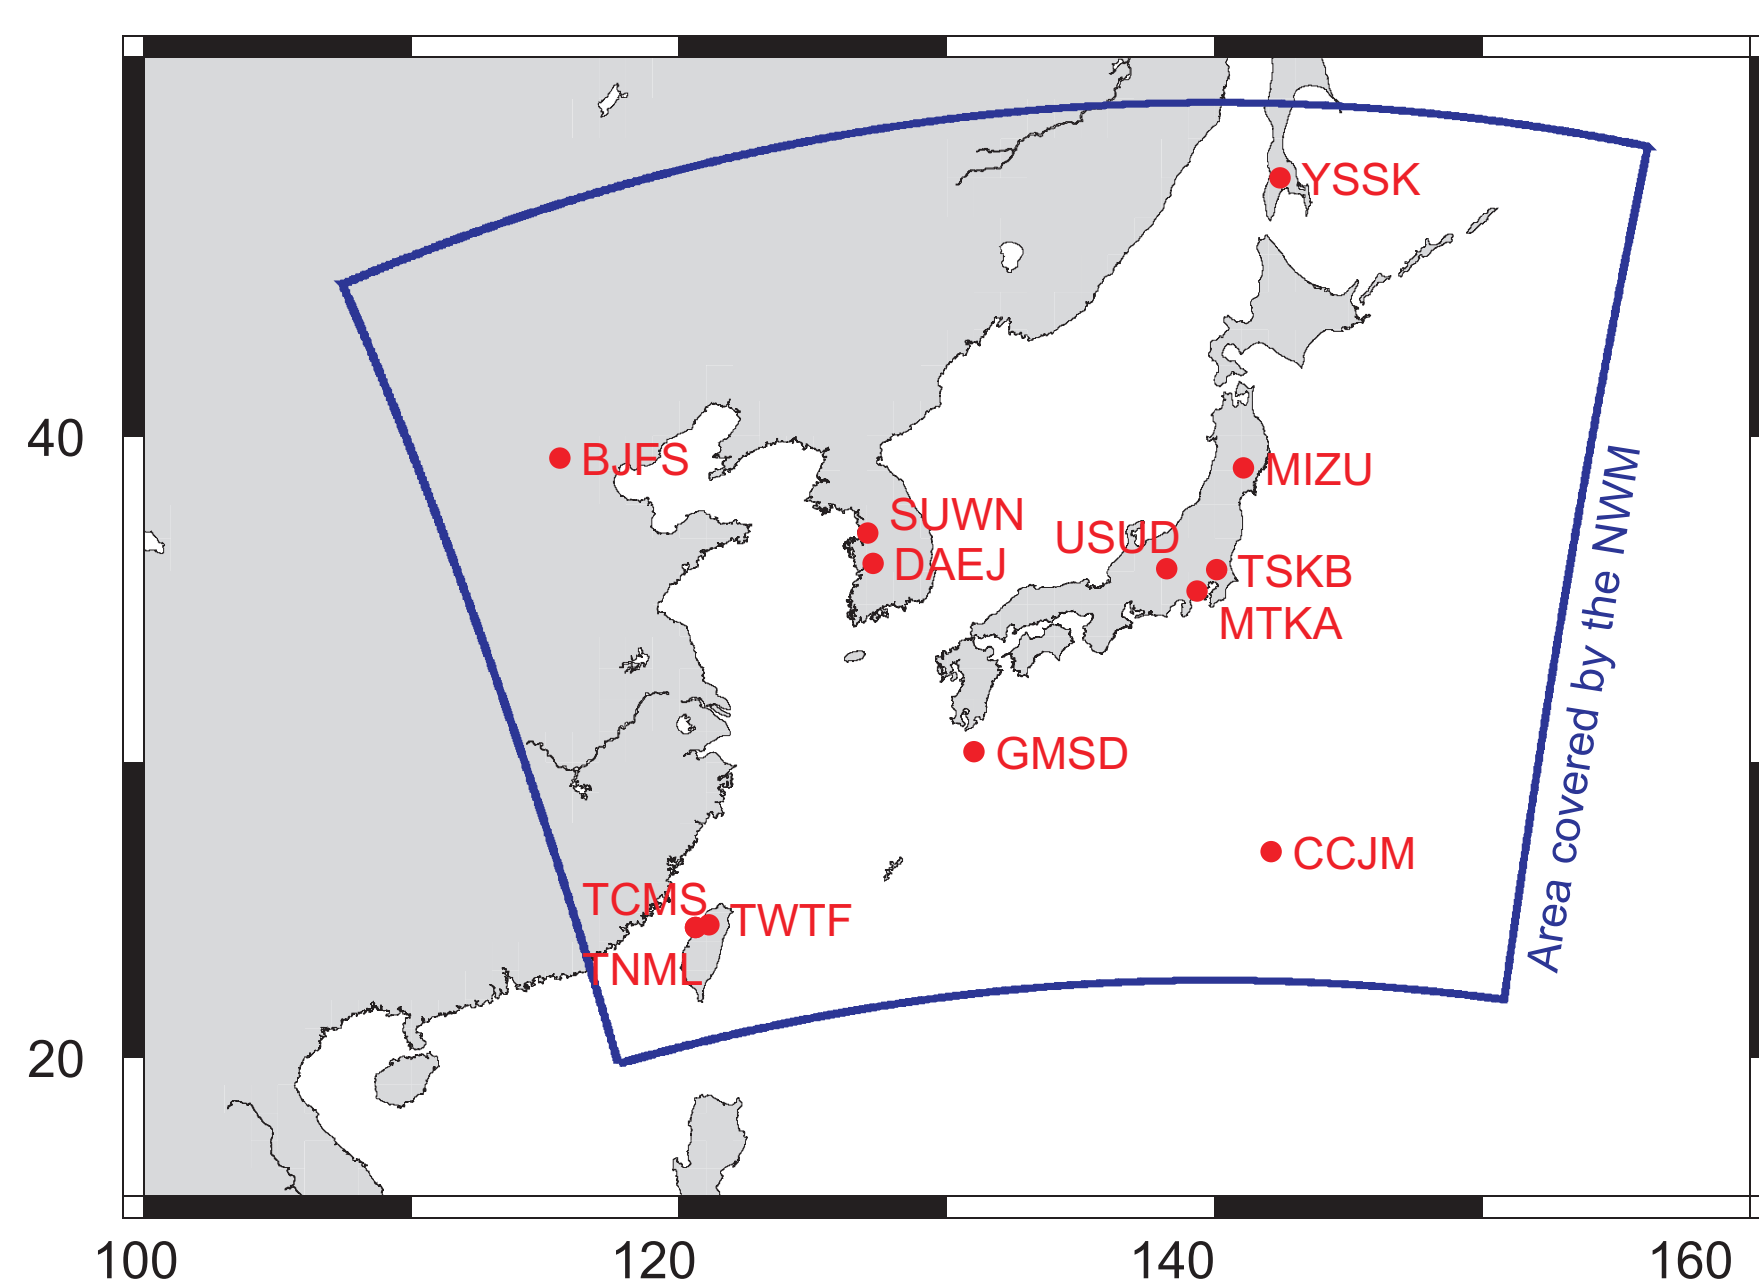 YSSK
40
BJFS
MIZU
SUWN
USUD
DAEJ
TSKB
MTKA
Area covered by the NWM
GMSD
CCJM
TCMS
TWTF
TNML
20
100
120
140
160